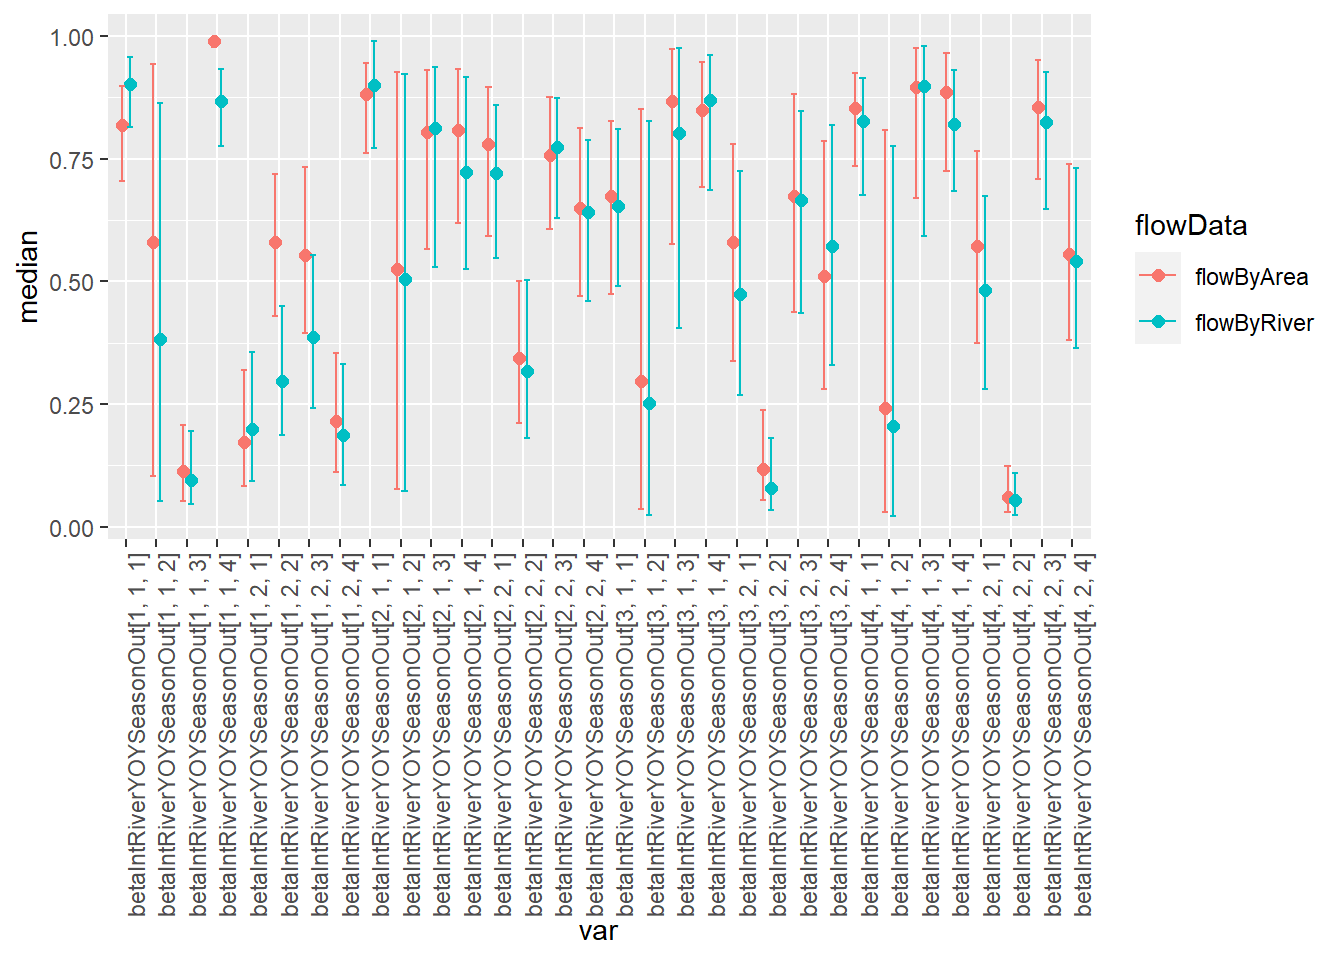 1.00
0.75
0.50
0.25
0.00
median
betaIntRiverYOYSeasonOut[1, 1, 1]
betaIntRiverYOYSeasonOut[1, 1, 2]
betaIntRiverYOYSeasonOut[1, 1, 3]
betaIntRiverYOYSeasonOut[1, 1, 4]
betaIntRiverYOYSeasonOut[1, 2, 1]
betaIntRiverYOYSeasonOut[1, 2, 2]
betaIntRiverYOYSeasonOut[1, 2, 3]
betaIntRiverYOYSeasonOut[1, 2, 4]
betaIntRiverYOYSeasonOut[2, 1, 1]
betaIntRiverYOYSeasonOut[2, 1, 2]
betaIntRiverYOYSeasonOut[2, 1, 3]
betaIntRiverYOYSeasonOut[2, 1, 4]
betaIntRiverYOYSeasonOut[2, 2, 1]
betaIntRiverYOYSeasonOut[2, 2, 2]
betaIntRiverYOYSeasonOut[2, 2, 3]
betaIntRiverYOYSeasonOut[2, 2, 4]
betaIntRiverYOYSeasonOut[3, 1, 1]
betaIntRiverYOYSeasonOut[3, 1, 2]
betaIntRiverYOYSeasonOut[3, 1, 3]
betaIntRiverYOYSeasonOut[3, 1, 4]
betaIntRiverYOYSeasonOut[3, 2, 1]
betaIntRiverYOYSeasonOut[3, 2, 2]
betaIntRiverYOYSeasonOut[3, 2, 3]
betaIntRiverYOYSeasonOut[3, 2, 4]
betaIntRiverYOYSeasonOut[4, 1, 1]
betaIntRiverYOYSeasonOut[4, 1, 2]
betaIntRiverYOYSeasonOut[4, 1, 3]
betaIntRiverYOYSeasonOut[4, 1, 4]
betaIntRiverYOYSeasonOut[4, 2, 1]
betaIntRiverYOYSeasonOut[4, 2, 2]
betaIntRiverYOYSeasonOut[4, 2, 3]
betaIntRiverYOYSeasonOut[4, 2, 4]
var
flowData
flowByArea
flowByRiver